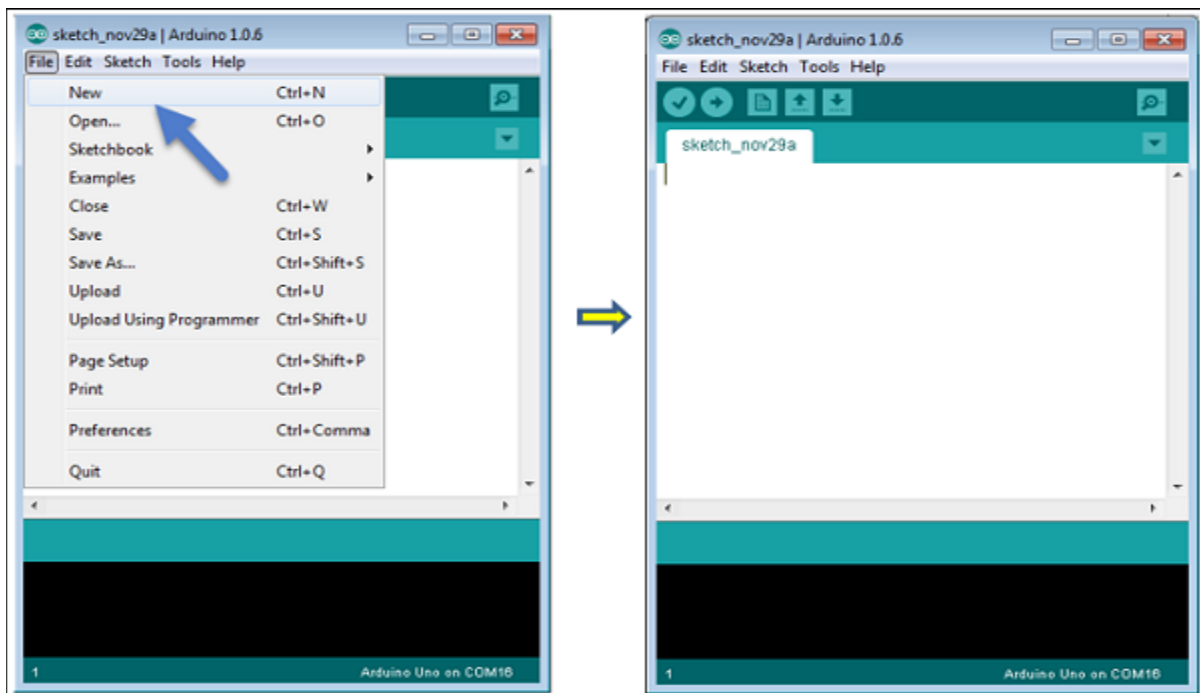 sketch_nov29a | Arduino 1.0.6
File Edit Sketch Tools Help
New Ctrl+N
Open... Ctrl+O
Sketchbook
Examples
Close Ctrl+W
Save Ctrl+S
Save As... Ctrl+Shift+S
Upload Ctrl+U
Upload Using Programmer Ctrl+Shift+U
Page Setup Ctrl+Shift+P
Print Ctrl+P
Preferences Ctrl+Comma
Quit Ctrl+Q
1 Arduino Uno on COM16
sketch_nov29a | Arduino 1.0.6
File Edit Sketch Tools Help
sketch_nov29a
1 Arduino Uno on COM16